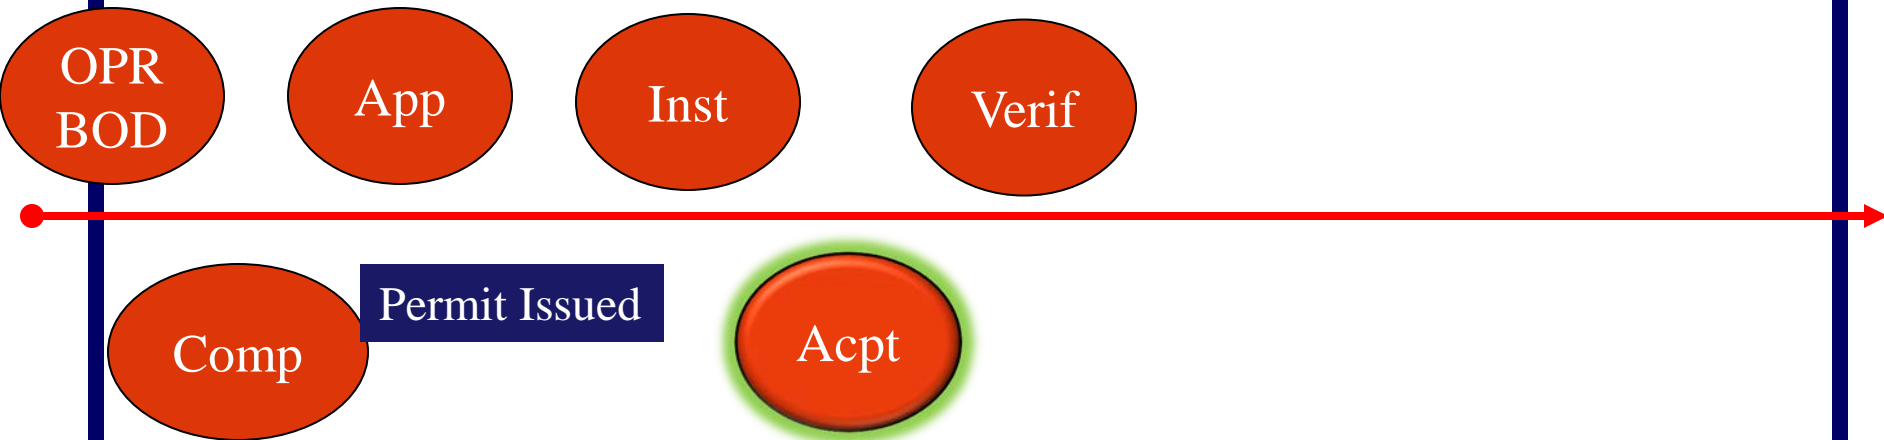 OPR
BOD
App
Inst
Verif
Comp
Permit Issued
Acpt